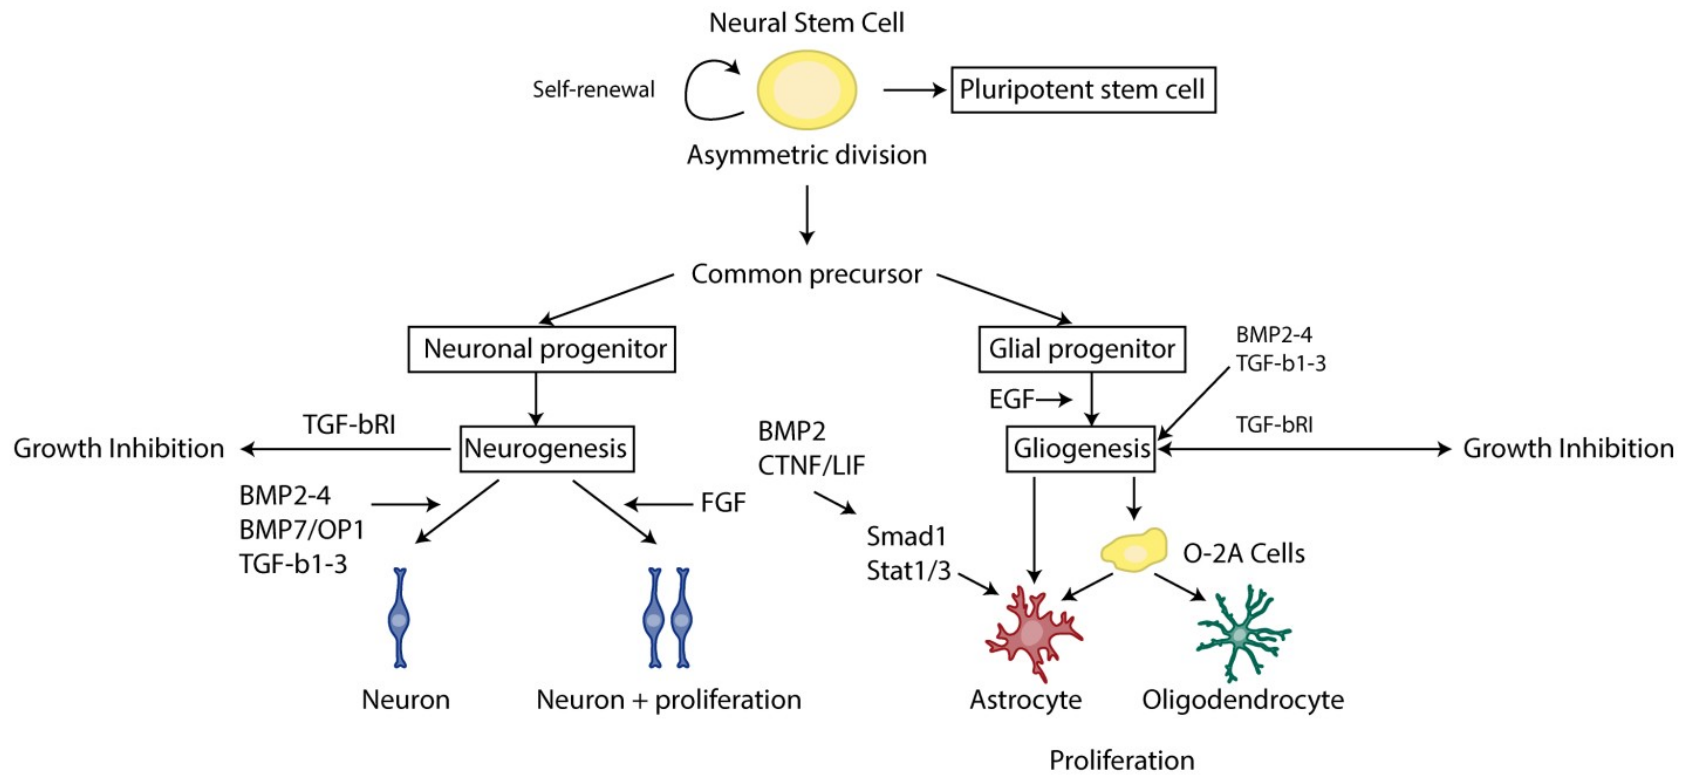 Neural Stem Cell
Self-renewal
Pluripotent stem cell
Asymmetric division
Common precursor
Neuronal progenitor
Glial progenitor
BMP2-4
TGF-b1-3
EGF
TGF-bRI
Growth Inhibition
Neurogenesis
BMP2
CTNF/LIF
Gliogenesis
TGF-bRI
Growth Inhibition
BMP2-4
BMP7/OP1
TGF-b1-3
FGF
Smad1
Stat1/3
O-2A Cells
Neuron
Neuron + proliferation
Astrocyte
Oligodendrocyte
Proliferation